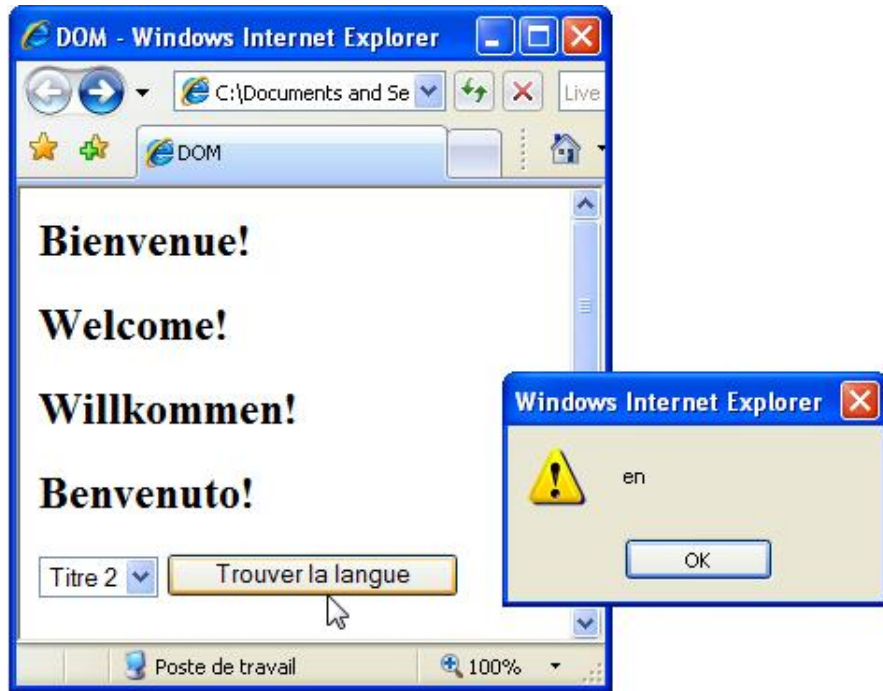 DOM - Windows Internet Explorer
C:\Documents and Se
Live
DOM
Bienvenue!
Welcome!
Willkommen!
Benvenuto!
Titre 2
Trouver la langue
Poste de travail
100%
Windows Internet Explorer
en
OK